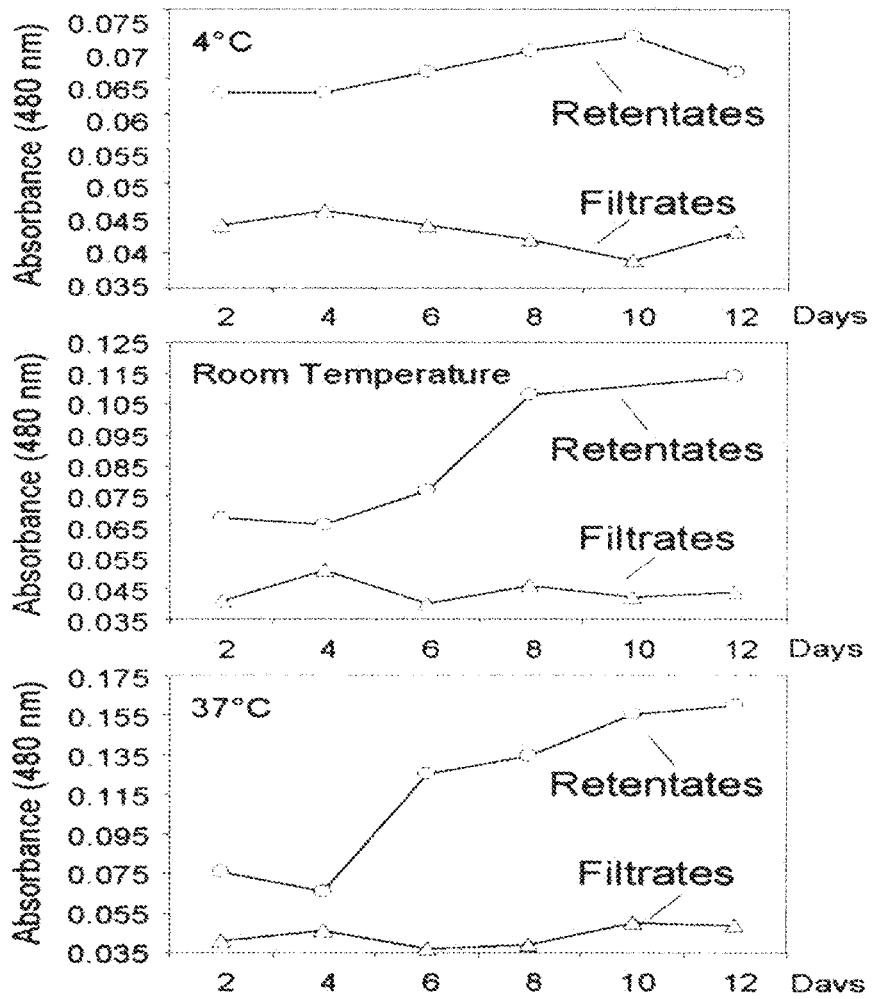 Absorbance (480 nm)
0.075
0.07
0.065
0.06
0.055
0.05
0.045
0.04
0.035
4°C
Retentates
Filtrates
2 4 6 8 10 12 Days
Absorbance (480 nm)
0.125
0.115
0.105
0.095
0.085
0.075
0.065
0.055
0.045
0.035
Room Temperature
Retentates
Filtrates
2 4 6 8 10 12 Days
Absorbance (480 nm)
0.175
0.155
0.135
0.115
0.095
0.075
0.055
0.035
37°C
Retentates
Filtrates
2 4 6 8 10 12 Days